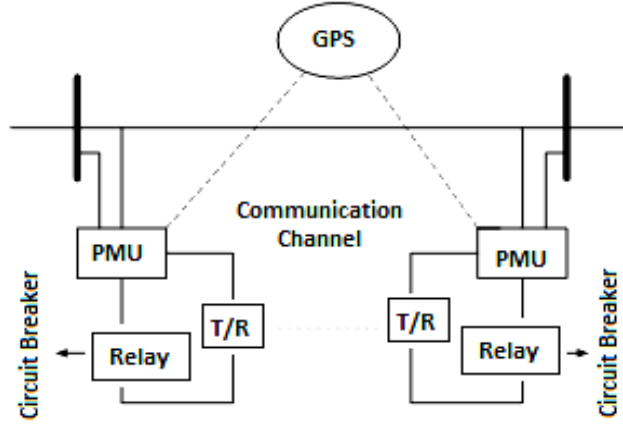 GPS
Communication
Channel
PMU
PMU
T/R
T/R
Relay
Relay
Circuit Breaker
Circuit Breaker